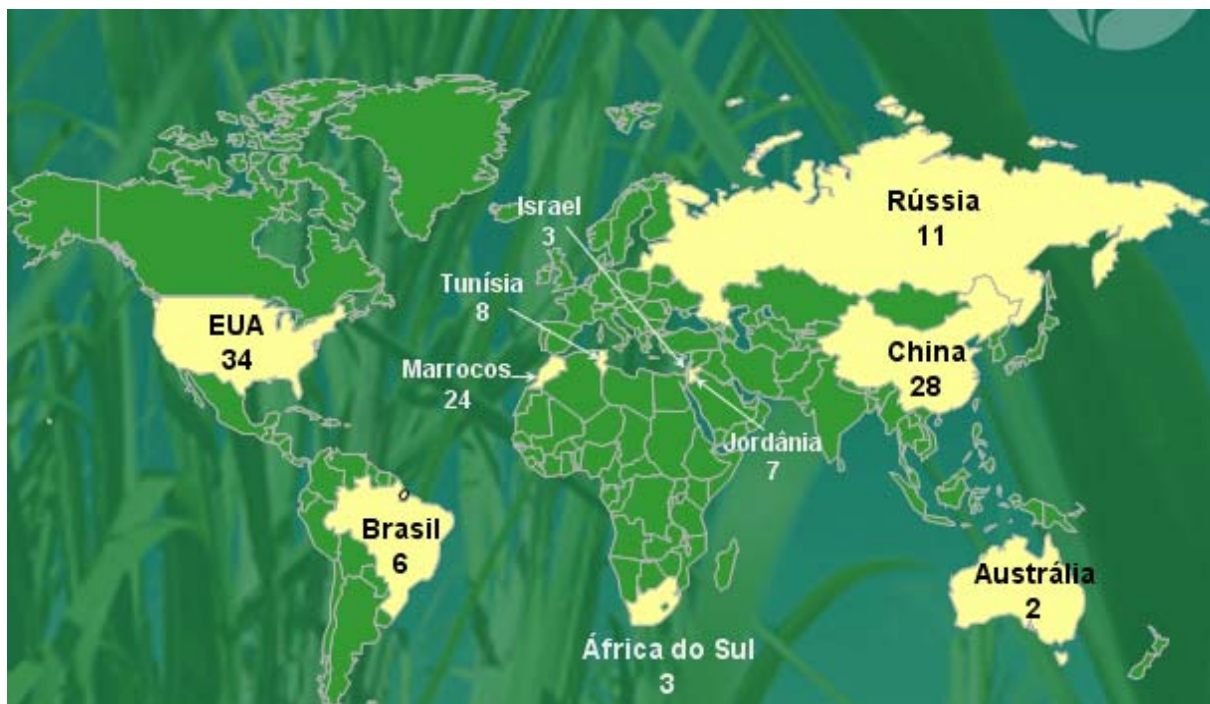 Israel
3
Rússia
11
Tunísia
8
EUA
34
Marrocos
24
China
28
Jordânia
7
Brasil
6
Austrália
2
África do Sul
3